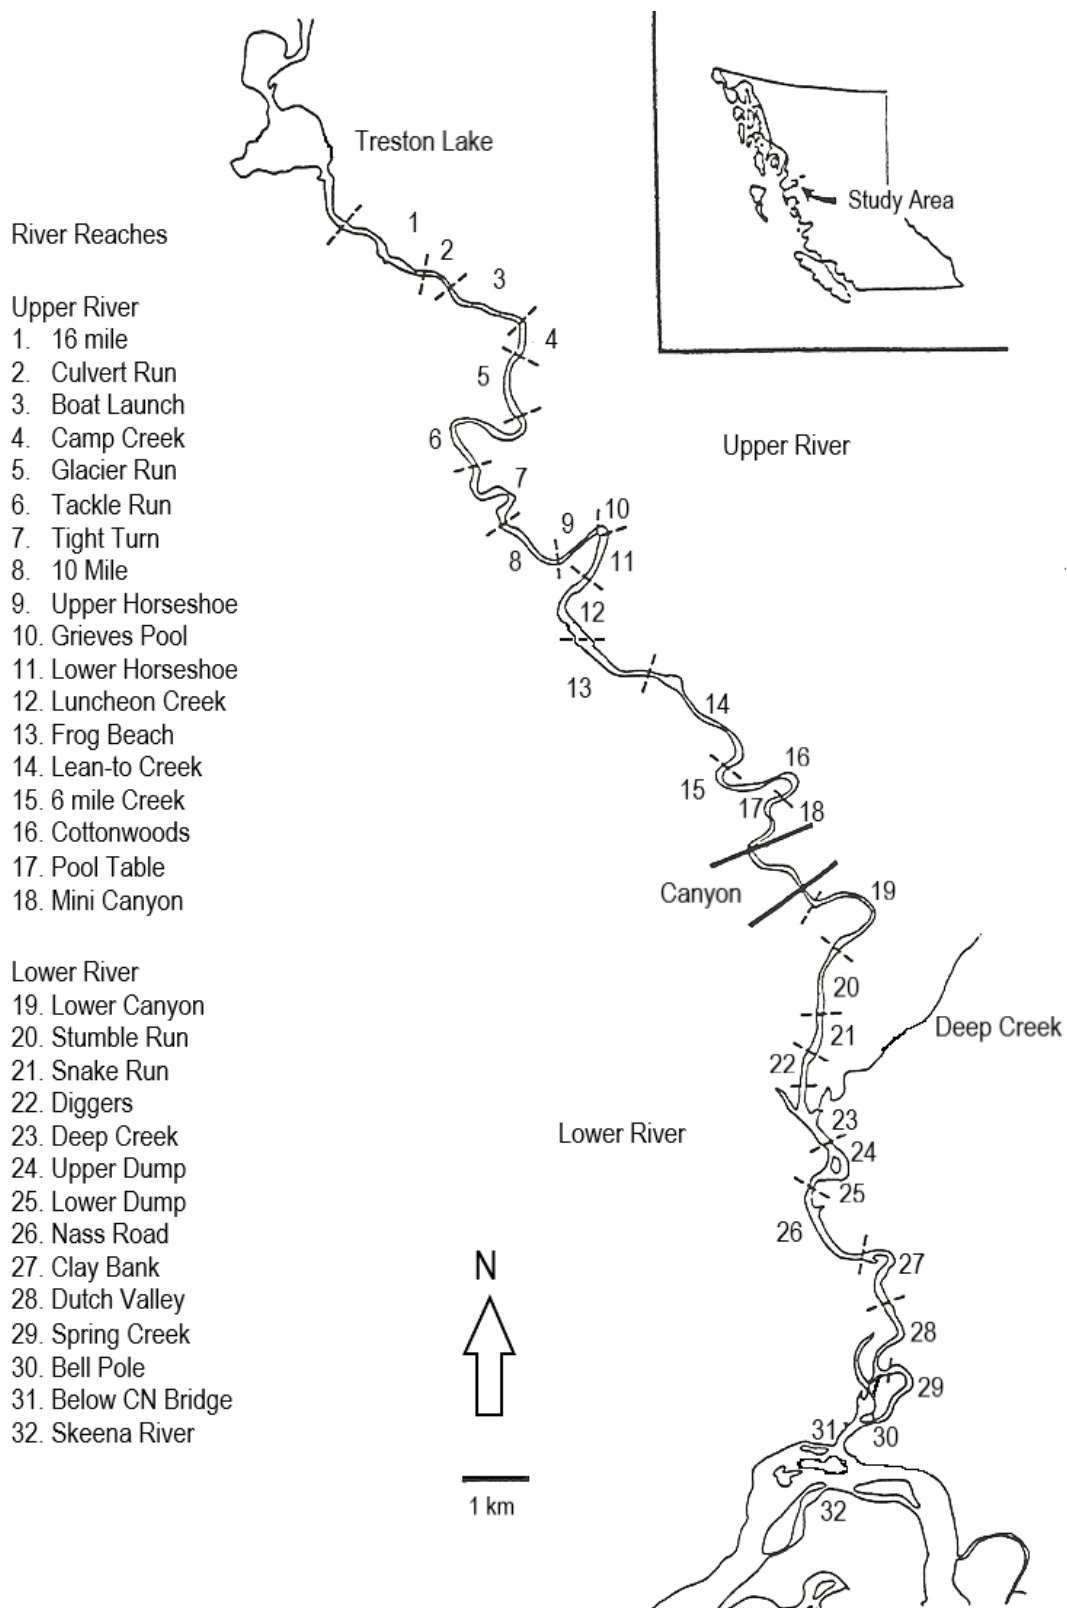 Treston Lake
Study Area
River Reaches
Upper River
1. 16 mile
2. Culvert Run
3. Boat Launch
4. Camp Creek
5. Glacier Run
6. Tackle Run
7. Tight Turn
8. 10 Mile
9. Upper Horseshoe
10. Grieves Pool
11. Lower Horseshoe
12. Luncheon Creek
13. Frog Beach
14. Lean-to Creek
15. 6 mile Creek
16. Cottonwoods
17. Pool Table
18. Mini Canyon
Lower River
19. Lower Canyon
20. Stumble Run
21. Snake Run
22. Diggers
23. Deep Creek
24. Upper Dump
25. Lower Dump
26. Nass Road
27. Clay Bank
28. Dutch Valley
29. Spring Creek
30. Bell Pole
31. Below CN Bridge
32. Skeena River
1
2
3
4
5
6
Upper River
7
10
9
8
11
12
13
14
16
15
17
18
Canyon
19
20
Deep Creek
21
22
23
Lower River
24
25
26
27
28
29
31
30
32
N
1 km